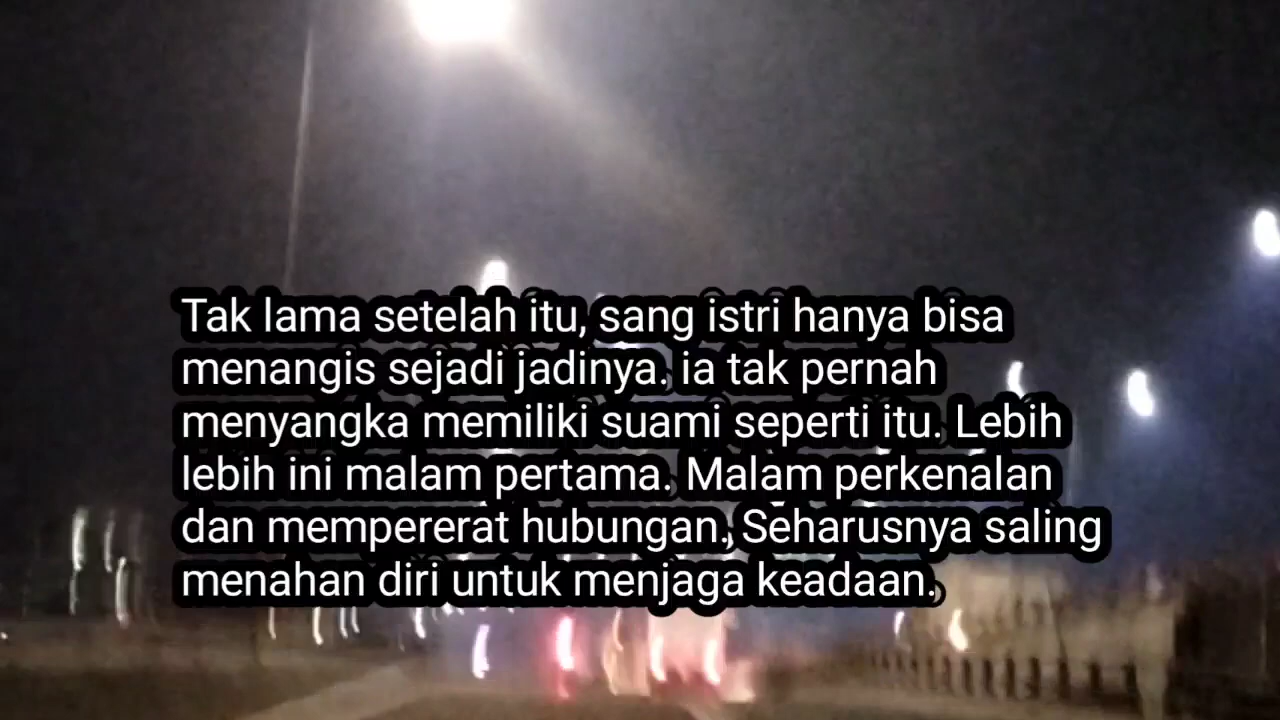 Tak lama setelah itu, sang istri hanya bisa
menangis sejadi jadinya. ia tak pernah
menyangka memiliki suami seperti itu. Lebih
lebih ini malam pertama. Malam perkenalan
dan mempererat hubungan. Seharusnya saling
menahan diri untuk menjaga keadaan.